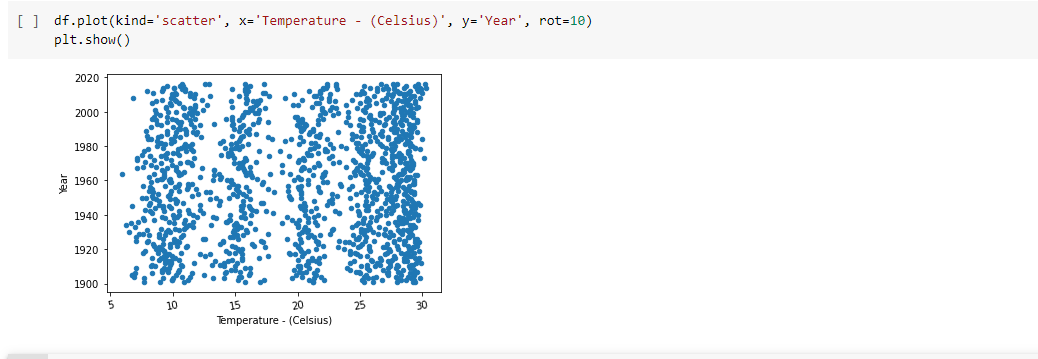 [ ] df.plot(kind='scatter', x='Temperature - (Celsius)', y='Year', rot=10)
plt.show()
2020
2000
1980
1960
1940
1920
1900
Year
5 10 15 20 25 30
Temperature - (Celsius)